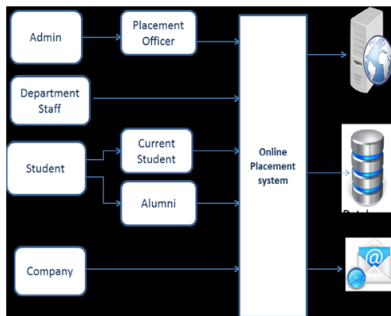 Admin
Placement
Officer
Department
Staff
Student
Current
Student
Alumni
Company
Online
Placement
system
@